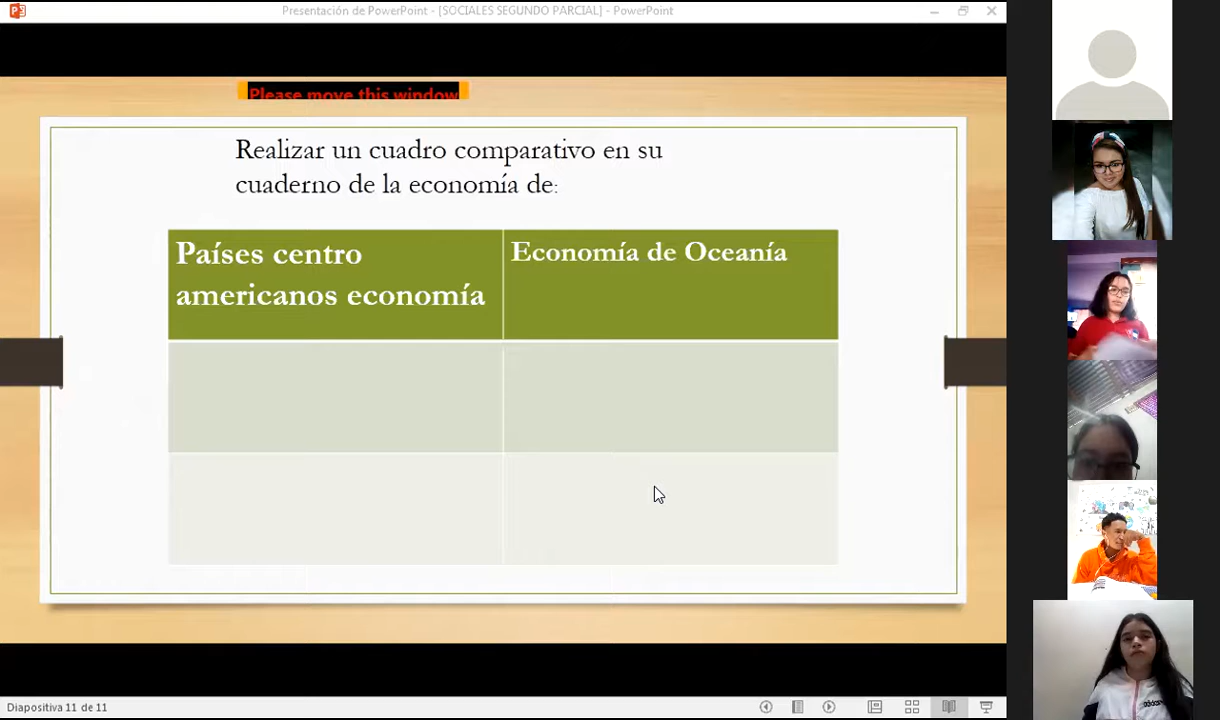 Presentación de PowerPoint - [SOCIALES SEGUNDO PARCIAL] - PowerPoint
Please move this window
Realizar un cuadro comparativo en su
cuaderno de la economía de:
Países centro
americanos economía
Economía de Oceanía
adidas
Diapositiva 11 de 11